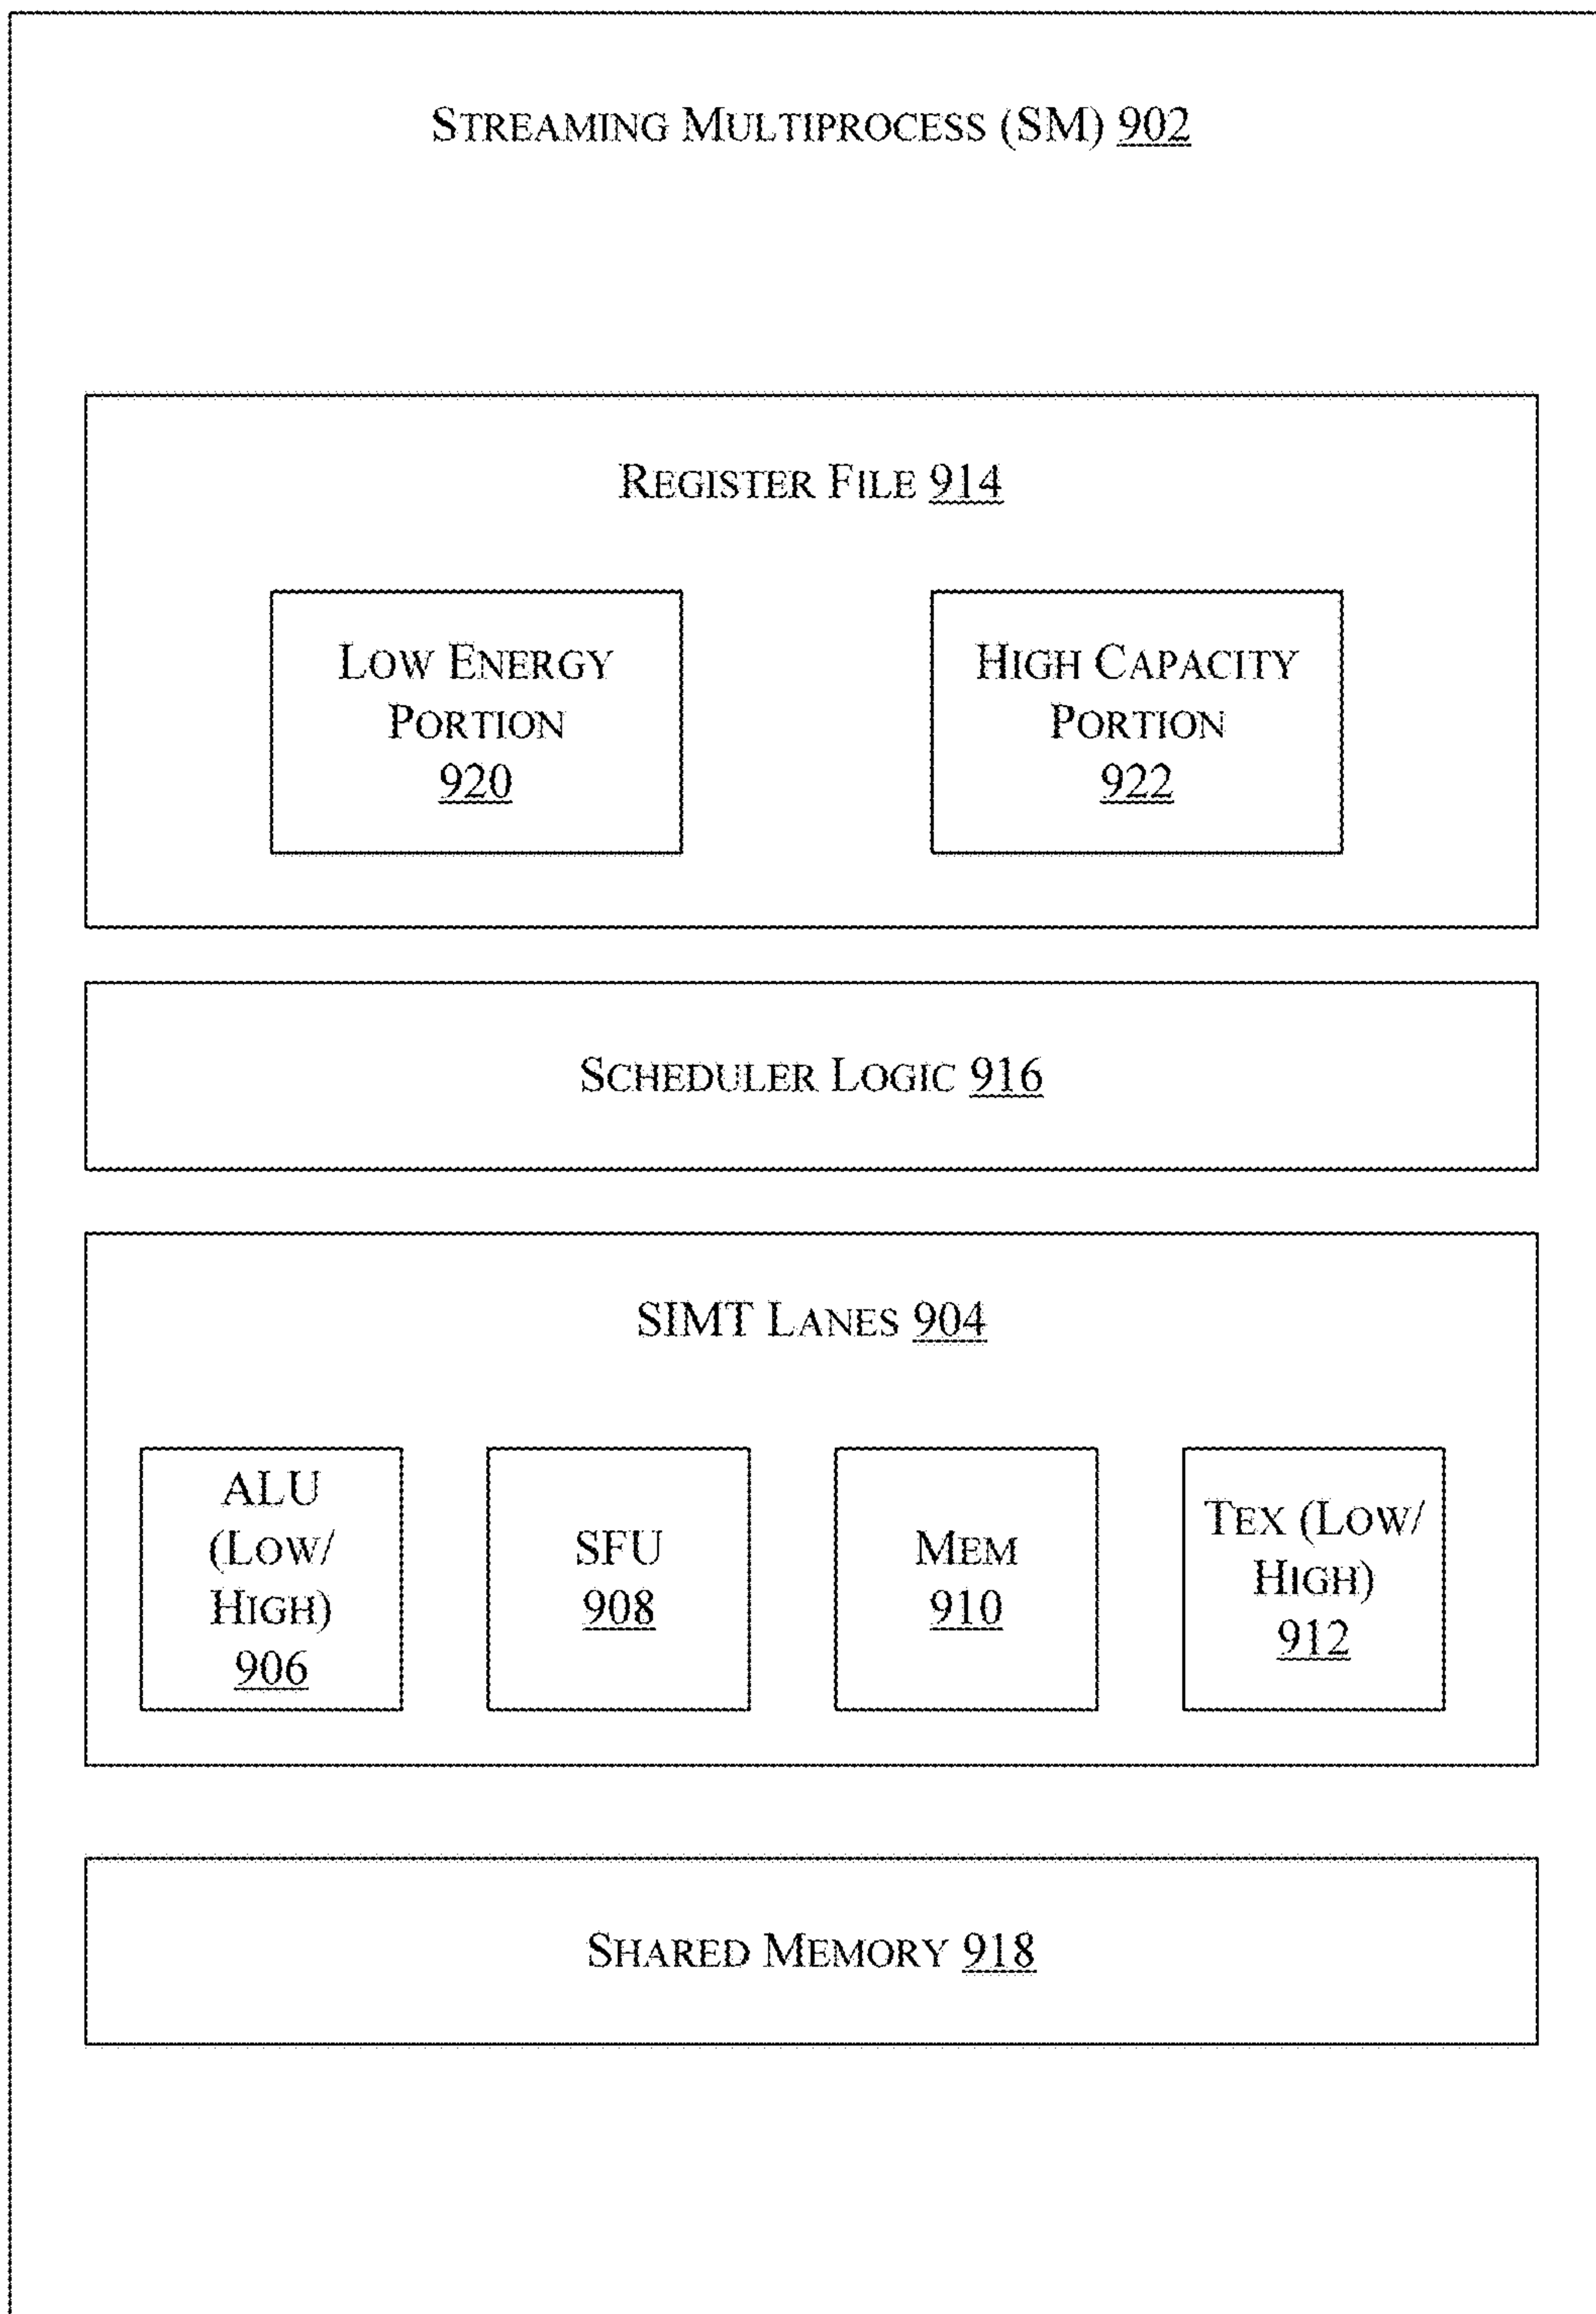 STREAMING MULTIPROCESS (SM) 902
REGISTER FILE 914
LOW ENERGY
PORTION
920
HIGH CAPACITY
PORTION
922
SCHEDULER LOGIC 916
SIMT LANES 904
ALU
(LOW/
HIGH)
906
SFU
908
MEM
910
TEX (LOW/
HIGH)
912
SHARED MEMORY 918